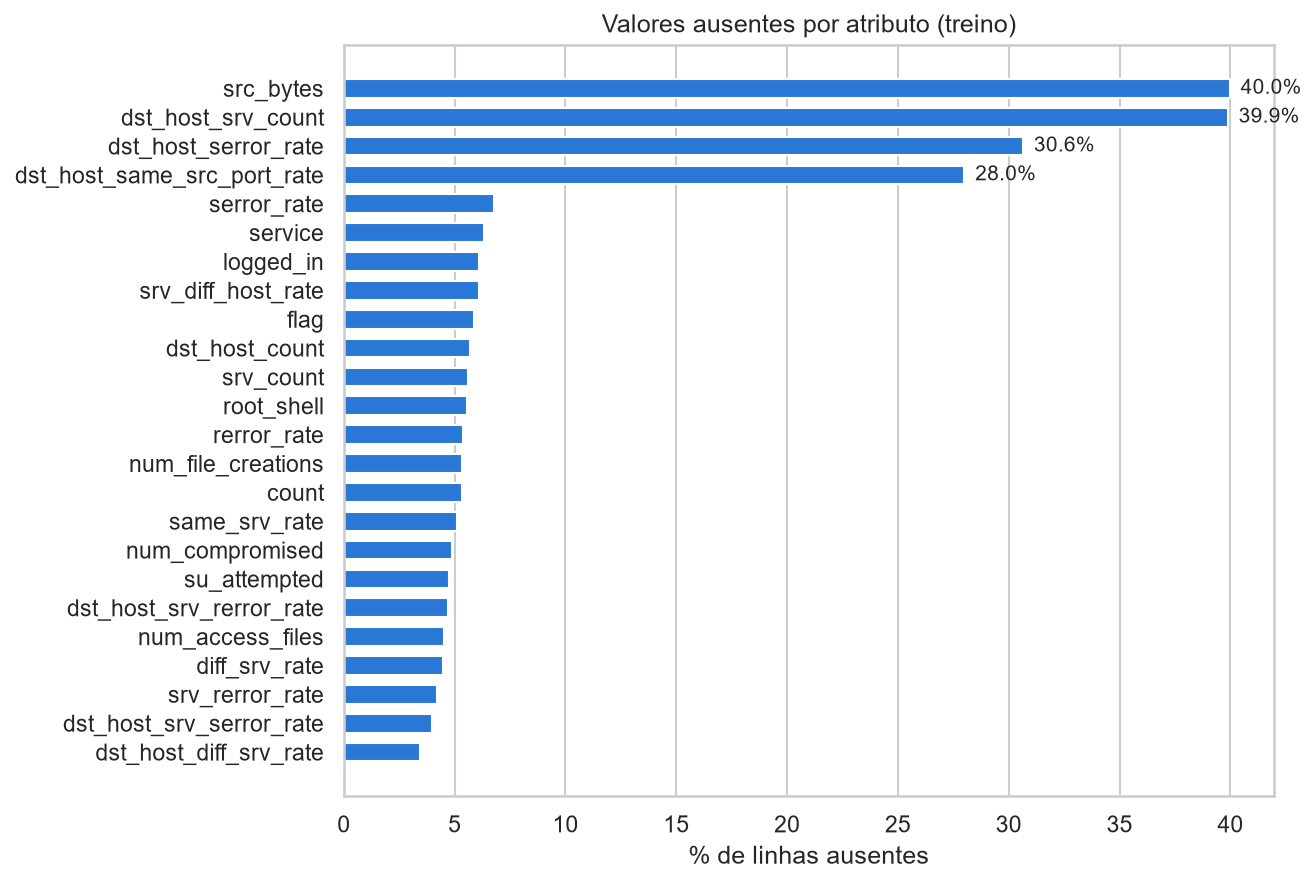 Valores ausentes por atributo (treino)
src_bytes 40.0%
dst_host_srv_count 39.9%
dst_host_serror_rate 30.6%
dst_host_same_src_port_rate 28.0%
serror_rate
service
logged_in
srv_diff_host_rate
flag
dst_host_count
srv_count
root_shell
rerror_rate
num_file_creations
count
same_srv_rate
num_compromised
su_attempted
dst_host_srv_rerror_rate
num_access_files
diff_srv_rate
srv_rerror_rate
dst_host_srv_serror_rate
dst_host_diff_srv_rate
0 5 10 15 20 25 30 35 40
% de linhas ausentes